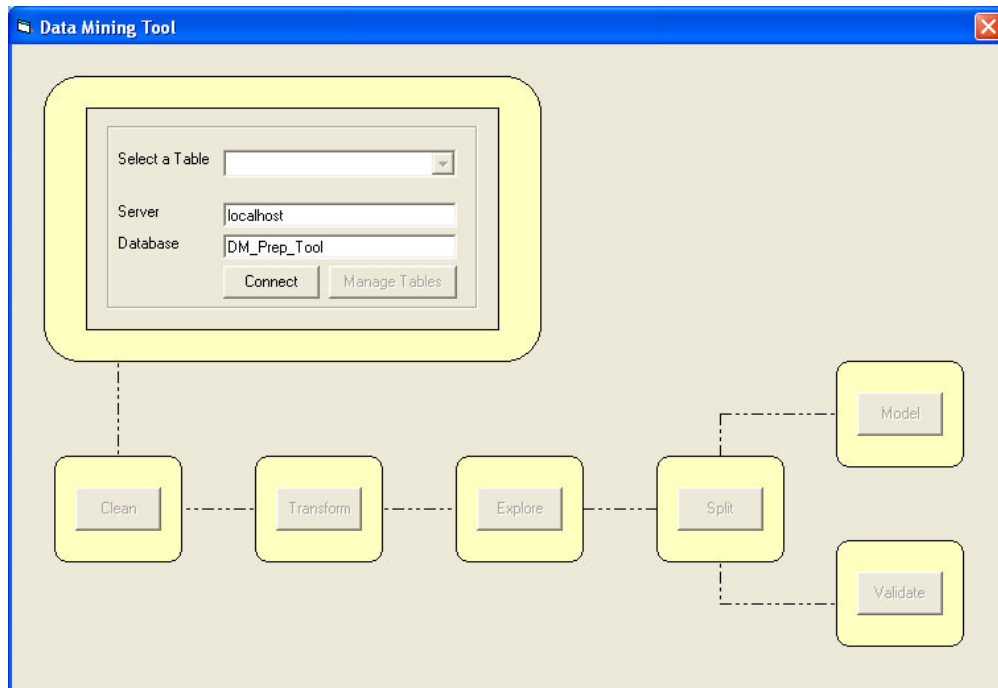 Data Mining Tool
Select a Table
Server localhost
Database DM_Prep_Tool
Connect Manage Tables
Model
Clean Transform Explore Split
Validate